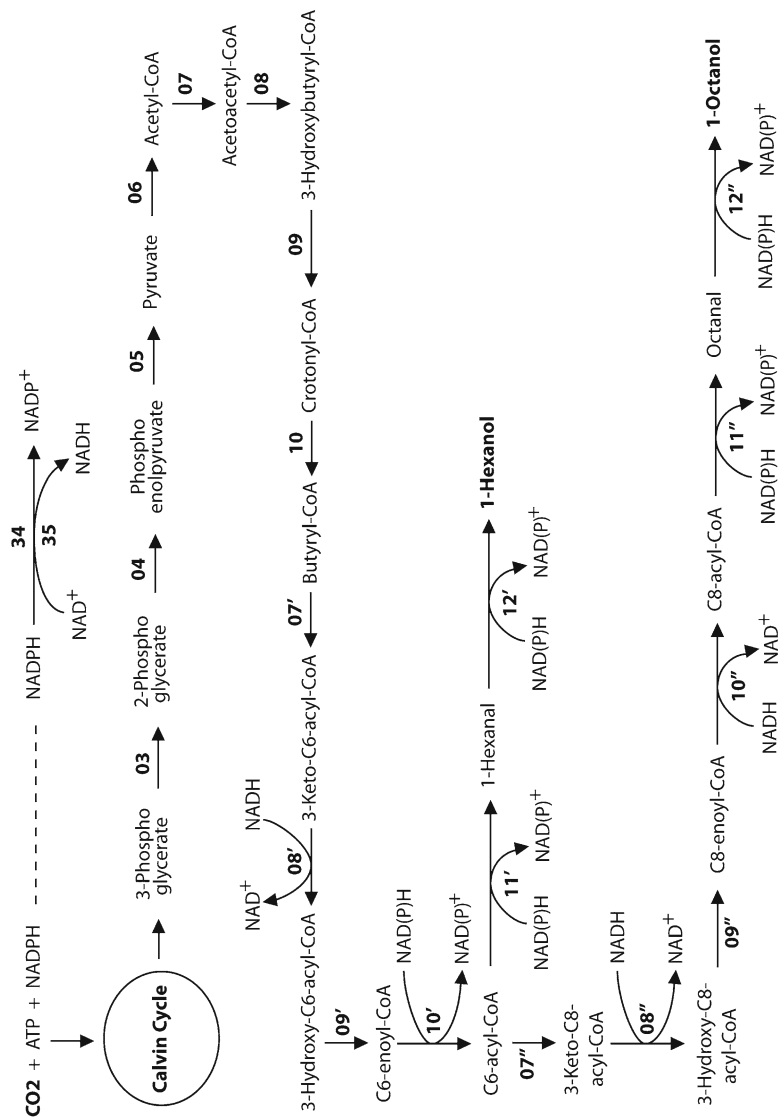 CO2 + ATP + NADPH
NADPH
34
NADP+
35
NAD+
NADH
Calvin Cycle
3-Phospho
glycerate
03
2-Phospho
glycerate
04
Phospho
enolpyruvate
05
Pyruvate
06
Acetyl-CoA
07
Acetoacetyl-CoA
08
3-Hydroxybutyryl-CoA
09
Crotonyl-CoA
10
Butyryl-CoA
07′
3-Keto-C6-acyl-CoA
NADH
08′
NAD+
3-Hydroxy-C6-acyl-CoA
09′
C6-enoyl-CoA
NAD(P)H
10′
NAD(P)+
C6-acyl-CoA
11′
NAD(P)H
NAD(P)+
1-Hexanal
12′
NAD(P)H
NAD(P)+
1-Hexanol
07″
3-Keto-C8-
acyl-CoA
NADH
08″
NAD+
3-Hydroxy-C8-
acyl-CoA
09″
C8-enoyl-CoA
10″
NADH
NAD+
C8-acyl-CoA
11″
NAD(P)H
NAD(P)+
Octanal
12″
NAD(P)H
NAD(P)+
1-Octanol